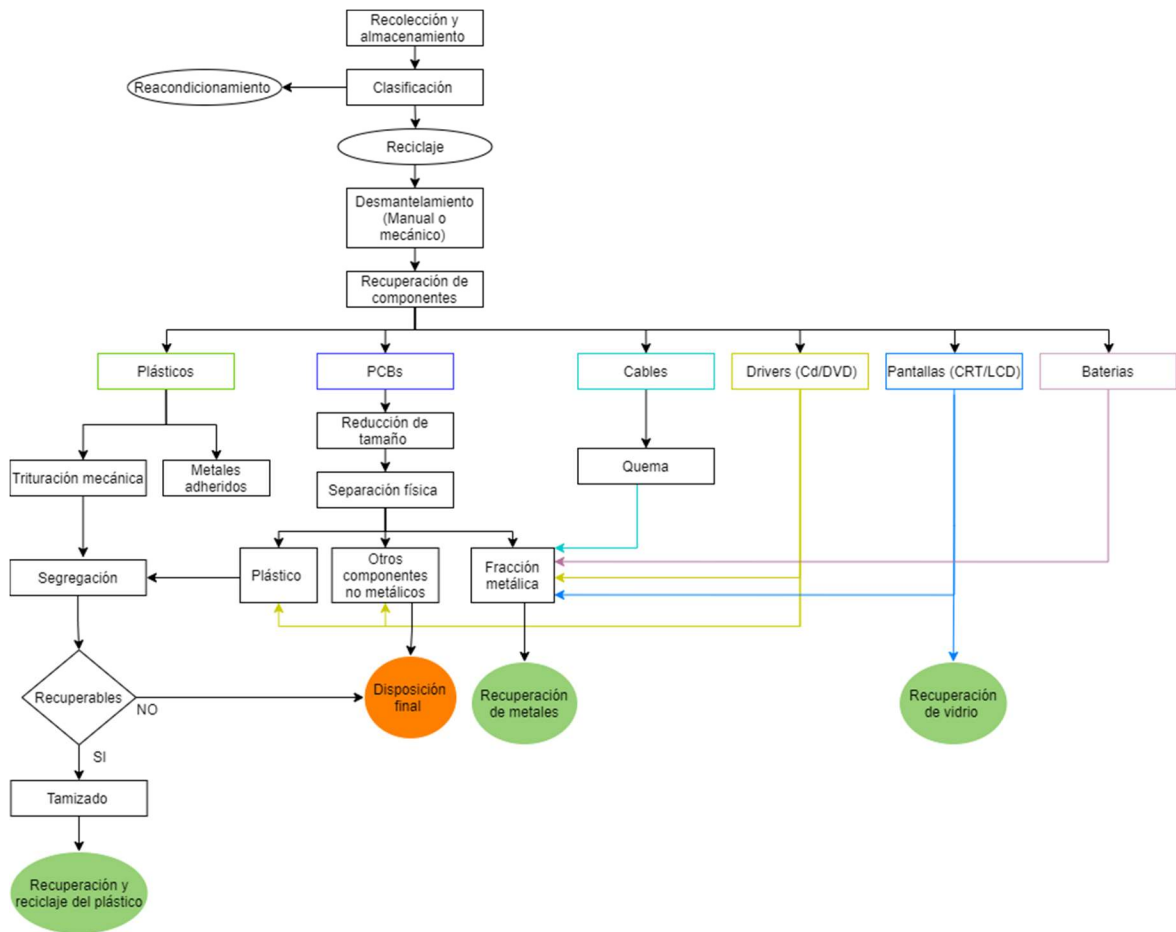 Recolección y
almacenamiento
Reacondicionamiento
Clasificación
Reciclaje
Desmantelamiento
(Manual o
mecánico)
Recuperación de
componentes
Plásticos
PCBs
Cables
Drivers (Cd/DVD)
Pantallas (CRT/LCD)
Baterias
Reducción de
tamaño
Trituración mecánica
Metales
adheridos
Quema
Separación física
Segregación
Plástico
Otros
componentes
no metálicos
Fracción
metálica
Recuperables
NO
SI
Disposición
final
Recuperación
de metales
Recuperación
de vidrio
Tamizado
Recuperación y
reciclaje del plástico